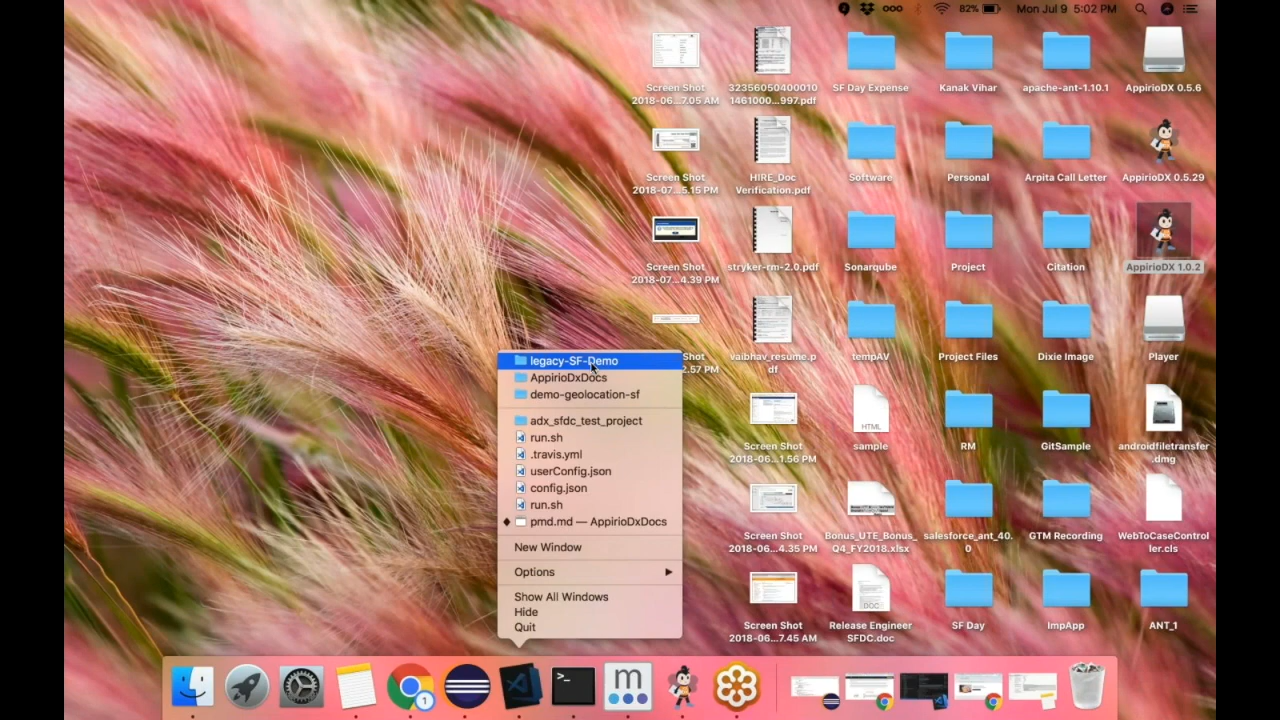 82%
Mon Jul 9 5:02 PM
Screen Shot
2018-06...7.05 AM
32356050400010
1461000...997.pdf
SF Day Expense
Kanak Vihar
apache-ant-1.10.1
AppirioDX 0.5.6
Screen Shot
2018-07...5.15 PM
HIRE_Doc
Verification.pdf
Software
Personal
Arpita Call Letter
AppirioDX 0.5.29
Screen Shot
2018-07...4.39 PM
stryker-rm-2.0.pdf
Sonarqube
Project
Citation
AppirioDX 1.0.2
Shot
2.57 PM
vaibhav_resume.p
df
tempAV
Project Files
Dixie Image
Player
legacy-SF-Demo
AppirioDxDocs
demo-geolocation-sf
adx_sfdc_test_project
run.sh
.travis.yml
userConfig.json
config.json
run.sh
pmd.md — AppirioDxDocs
New Window
Options
Show All Windows
Hide
Quit
Screen Shot
2018-06...1.56 PM
HTML
sample
RM
GitSample
androidfiletransfer
.dmg
Screen Shot
2018-06...4.35 PM
Bonus_UTE_Bonus_
Q4_FY2018.xlsx
salesforce_ant_40.
0
GTM Recording
WebToCaseControl
ler.cls
Screen Shot
2018-06...7.45 AM
DOC
Release Engineer
SFDC.doc
SF Day
ImpApp
ANT_1
>_
m
1